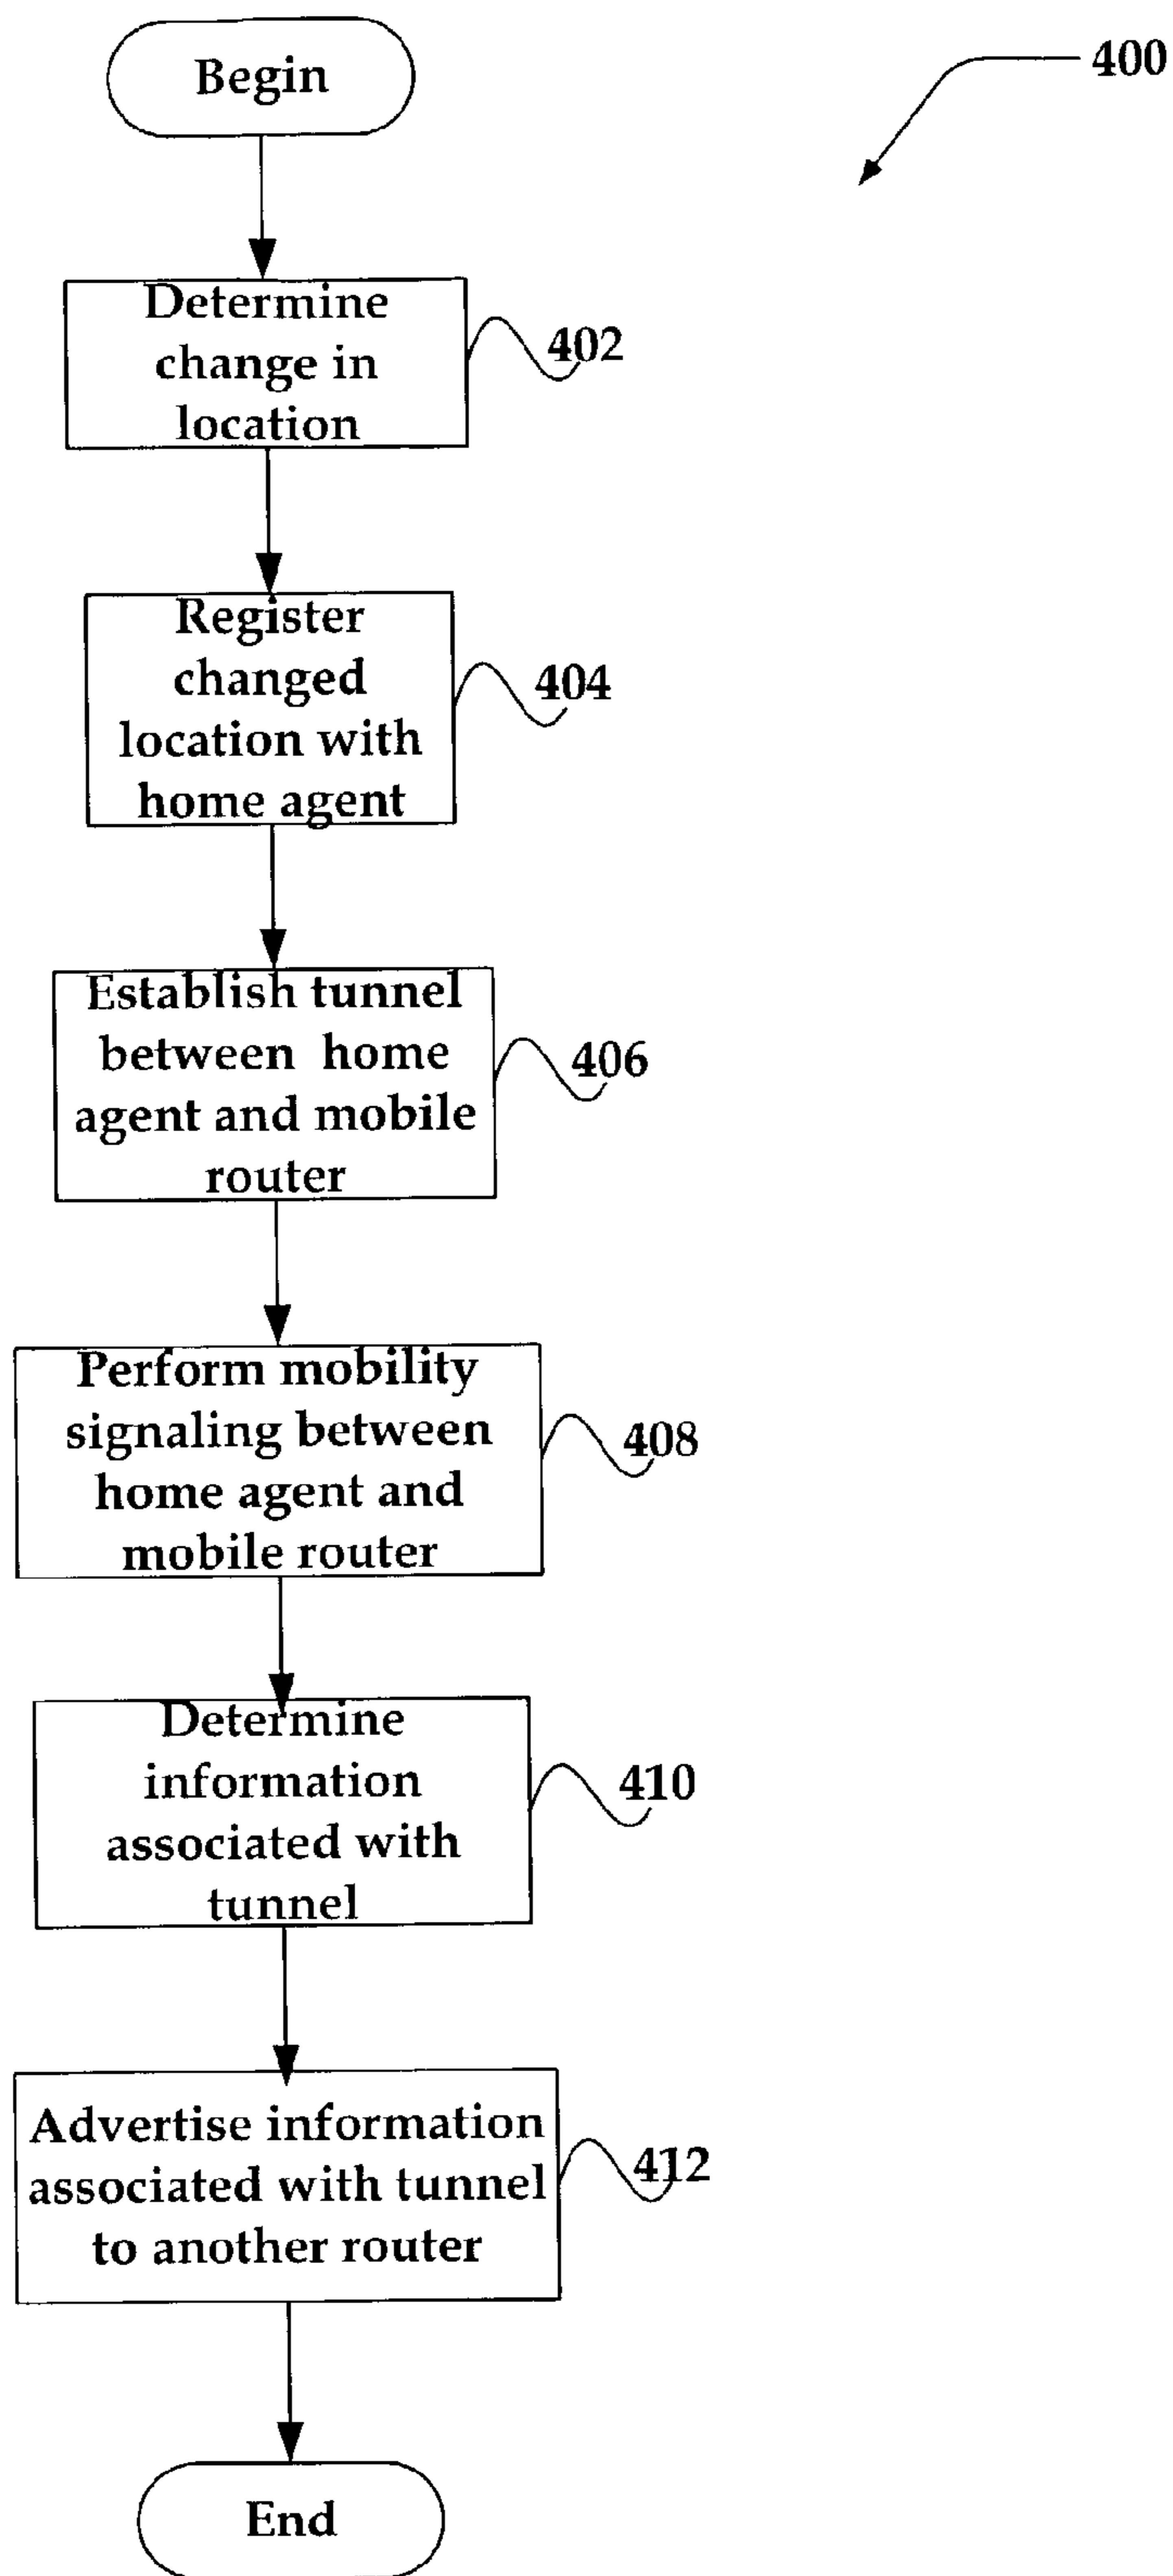 Begin
400
Determine
change in
location
402
Register
changed
location with
home agent
404
Establish tunnel
between home
agent and mobile
router
406
Perform mobility
signaling between
home agent and
mobile router
408
Determine
information
associated with
tunnel
410
Advertise information
associated with tunnel
to another router
412
End